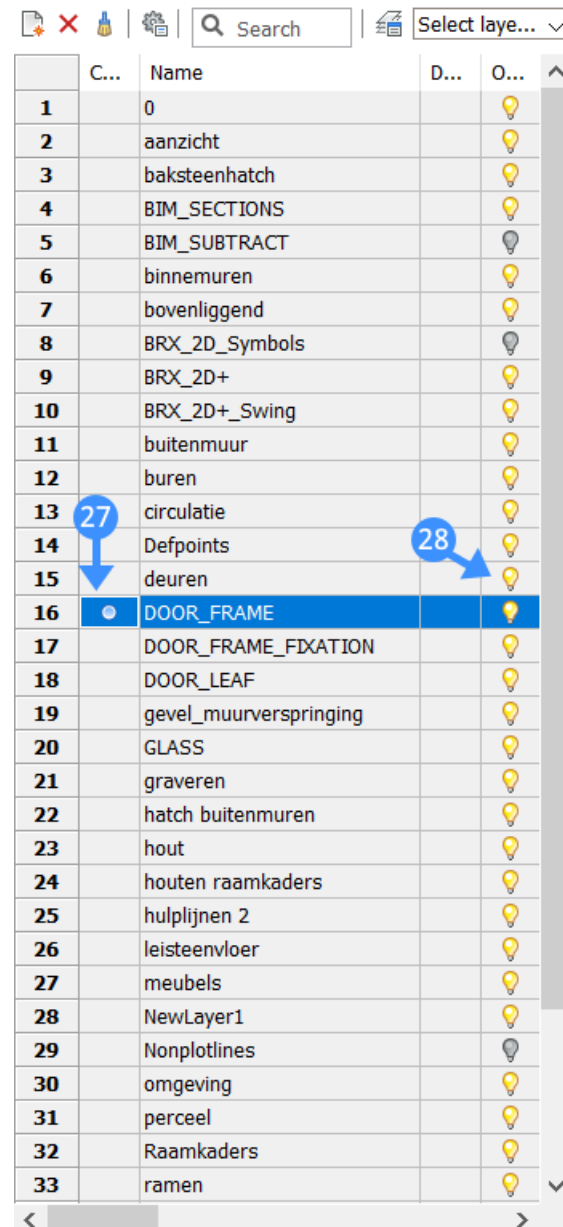 Search Select laye...
C... Name D... O...
1 0
2 aanzicht
3 baksteenhatch
4 BIM_SECTIONS
5 BIM_SUBTRACT
6 binnemuren
7 bovenliggend
8 BRX_2D_Symbols
9 BRX_2D+
10 BRX_2D+_Swing
11 buitenmuur
12 buren
13 27 circulatie
14 Defpoints 28
15 deuren
16 DOOR_FRAME
17 DOOR_FRAME_FIXATION
18 DOOR_LEAF
19 gevel_muurverspringing
20 GLASS
21 graveren
22 hatch buitenmuren
23 hout
24 houten raamkaders
25 hulplijnen 2
26 leisteenvloer
27 meubels
28 NewLayer1
29 Nonplotlines
30 omgeving
31 perceel
32 Raamkaders
33 ramen